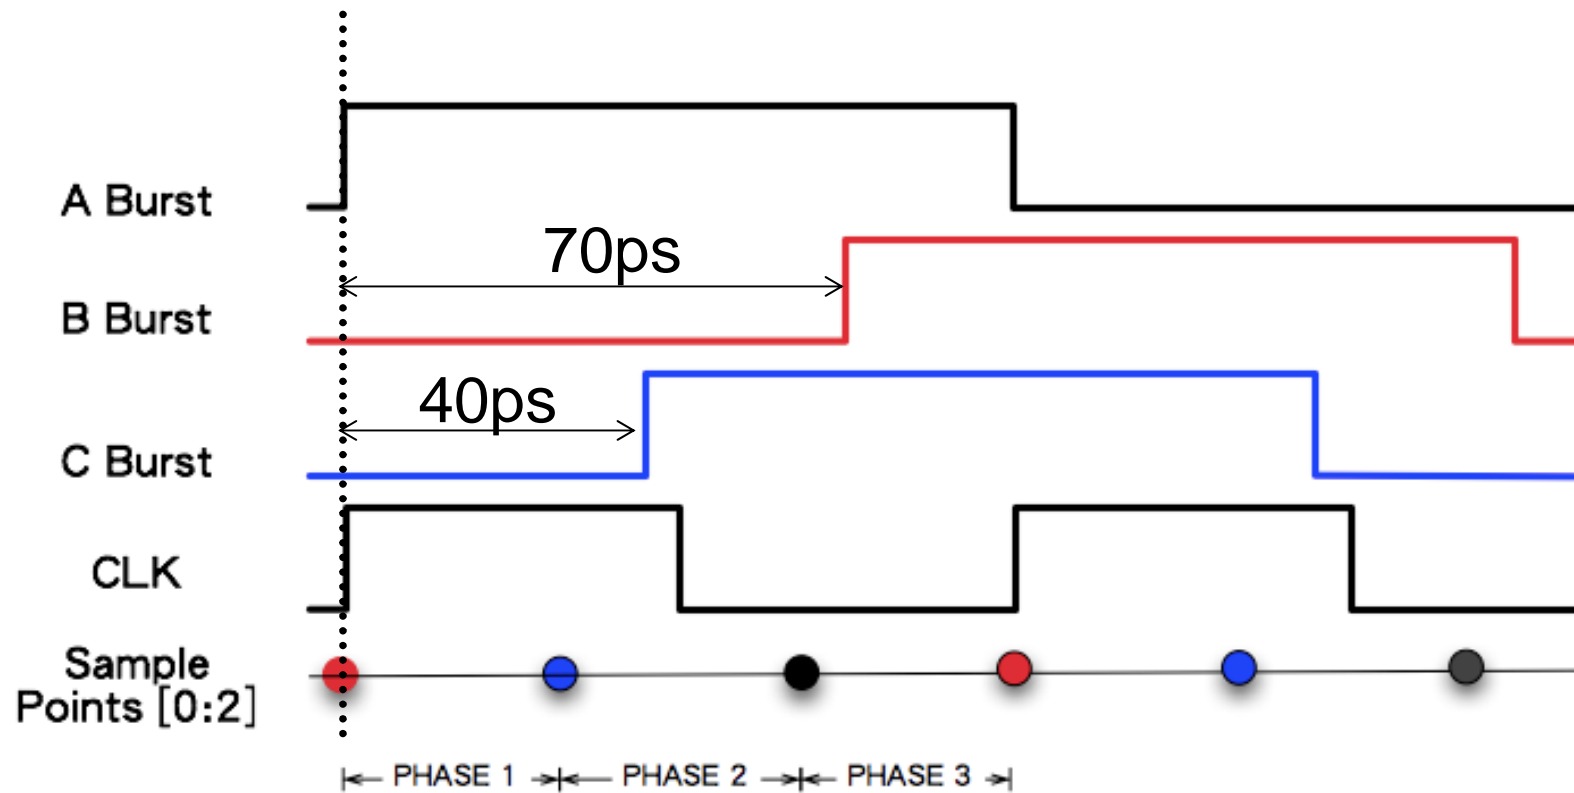 A Burst
70ps
B Burst
40ps
C Burst
CLK
Sample
Points [0:2]
PHASE 1
PHASE 2
PHASE 3